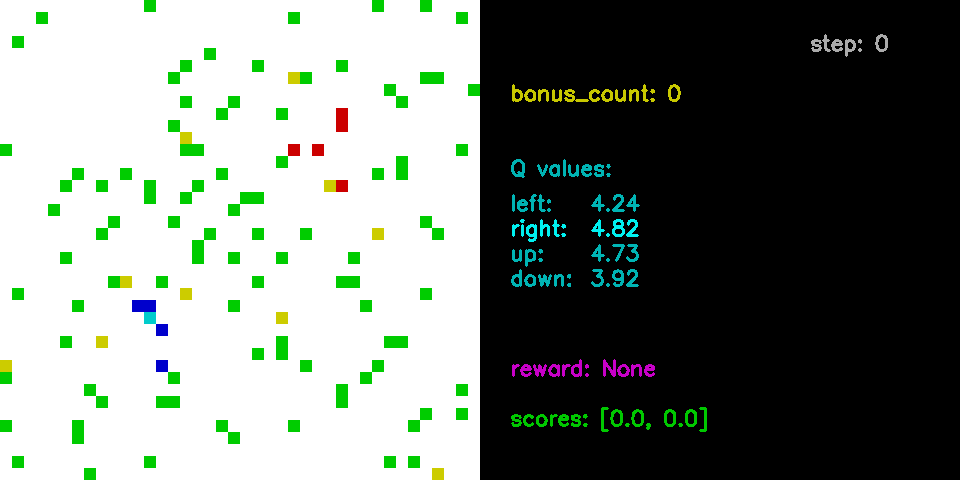 step: 0
bonus_count: 0
Q values:
left: 4.24
right: 4.82
up: 4.73
down: 3.92
reward: None
scores: [0.0, 0.0]